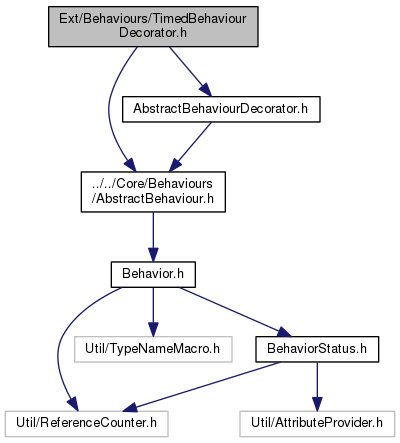 Ext/Behaviours/TimedBehaviour
Decorator.h
AbstractBehaviourDecorator.h
../../Core/Behaviours
/AbstractBehaviour.h
Behavior.h
Util/TypeNameMacro.h
BehaviorStatus.h
Util/ReferenceCounter.h
Util/AttributeProvider.h